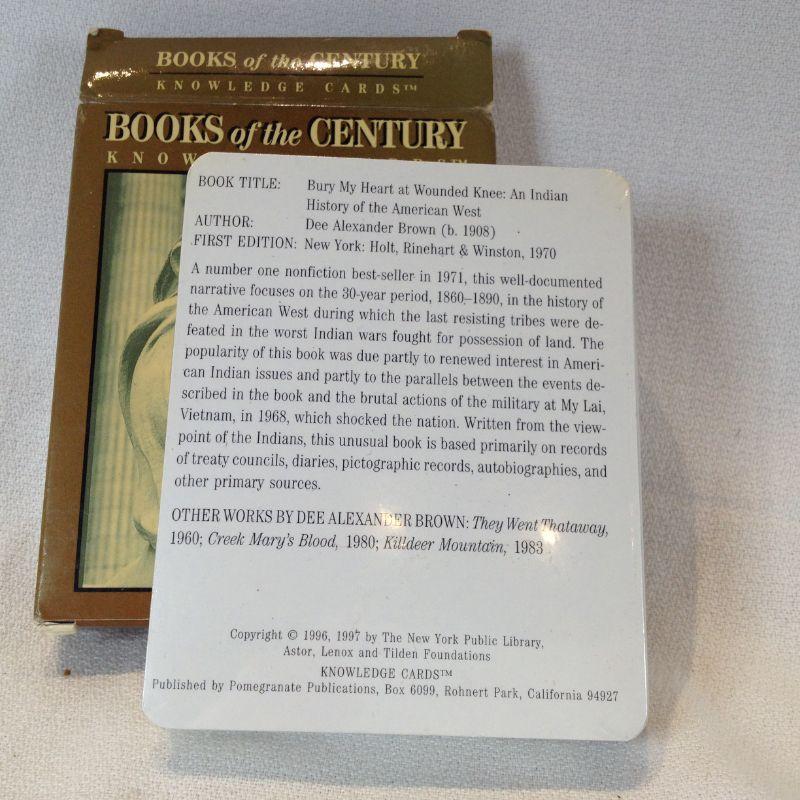 BOOKS of the CENTURY
KNOWLEDGE CARDS™
BOOKS of the CENTURY
BOOK TITLE: Bury My Heart at Wounded Knee: An Indian
History of the American West
AUTHOR: Dee Alexander Brown (b. 1908)
FIRST EDITION: New York: Holt, Rinehart & Winston, 1970
A number one nonfiction best-seller in 1971, this well-documented
narrative focuses on the 30-year period, 1860–1890, in the history of
the American West during which the last resisting tribes were de-
feated in the worst Indian wars fought for possession of land. The
popularity of this book was due partly to renewed interest in Ameri-
can Indian issues and partly to the parallels between the events de-
scribed in the book and the brutal actions of the military at My Lai,
Vietnam, in 1968, which shocked the nation. Written from the view-
point of the Indians, this unusual book is based primarily on records
of treaty councils, diaries, pictographic records, autobiographies, and
other primary sources.
OTHER WORKS BY DEE ALEXANDER BROWN: They Went Thataway,
1960; Creek Mary's Blood, 1980; Killdeer Mountain, 1983
Copyright © 1996, 1997 by The New York Public Library,
Astor, Lenox and Tilden Foundations
KNOWLEDGE CARDS™
Published by Pomegranate Publications, Box 6099, Rohnert Park, California 94927